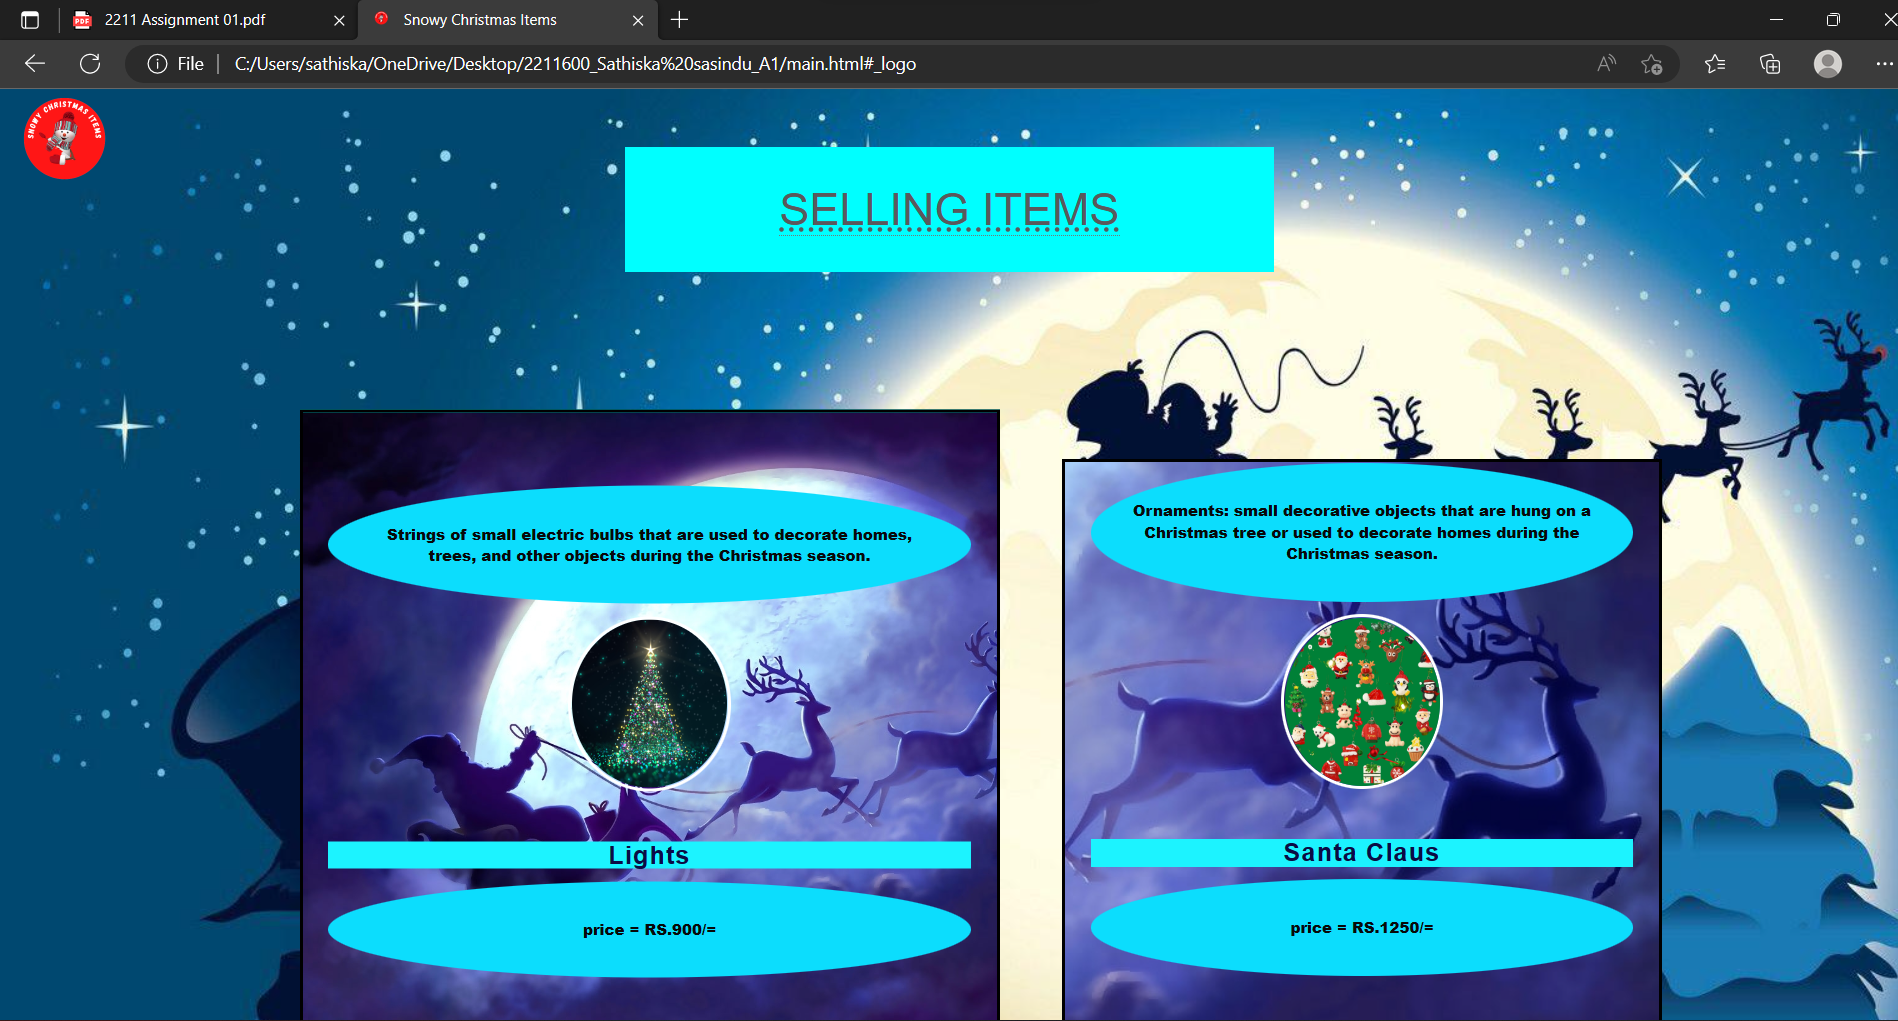 2211 Assignment 01.pdf
Snowy Christmas Items
File
C:/Users/sathiska/OneDrive/Desktop/2211600_Sathiska%20sasindu_A1/main.html#_logo
SNOWY CHRISTMAS ITEMS
SELLING ITEMS
Strings of small electric bulbs that are used to decorate homes,
trees, and other objects during the Christmas season.
Lights
price = RS.900/=
Ornaments: small decorative objects that are hung on a
Christmas tree or used to decorate homes during the
Christmas season.
Santa Claus
price = RS.1250/=